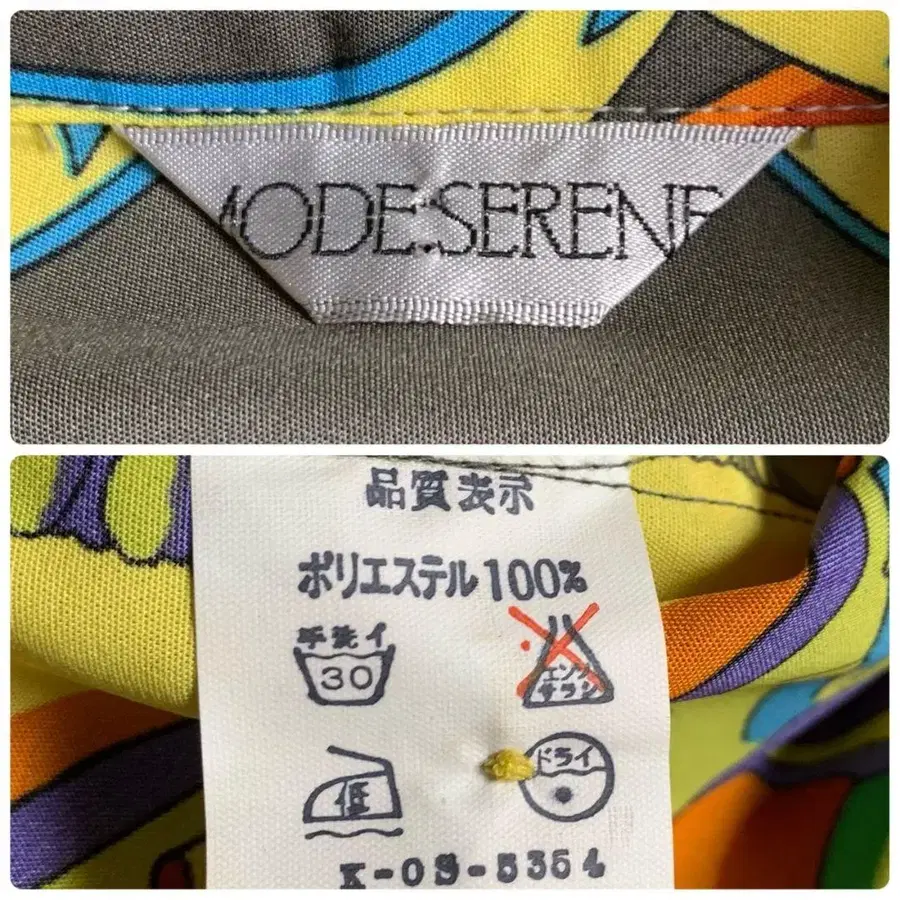 MODE:SERENE
品質表示
ポリエステル100%
手洗イ
30
エンソ
サラシ
低
ドライ
K-OS-5354